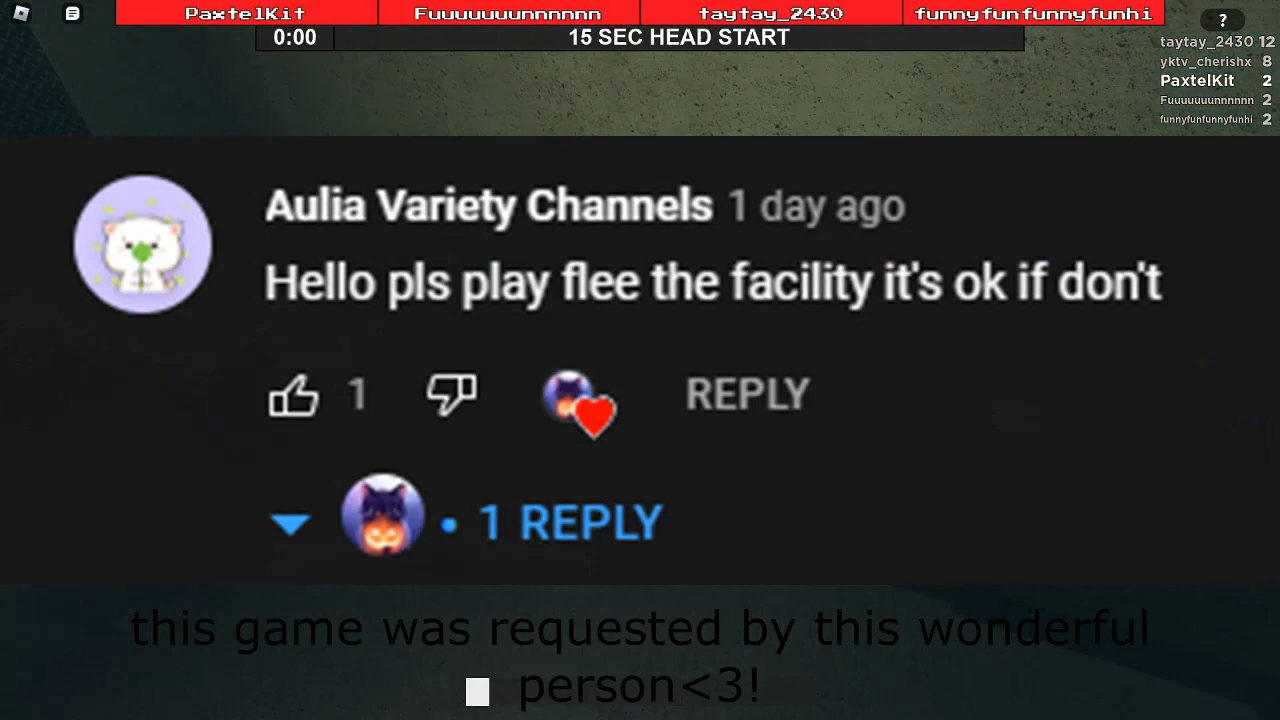 PaxtelKit Fuuuuuuunnnnnn taytay_2430 funnyfunfunnyfunhi ?
0:00 15 SEC HEAD START
taytay_2430 12
yktv_cherishx 8
PaxtelKit 2
Fuuuuuuunnnnnn 2
funnyfunfunnyfunhi 2
Aulia Variety Channels 1 day ago
Hello pls play flee the facility it's ok if don't
1 REPLY
• 1 REPLY
this game was requested by this wonderful
person<3!